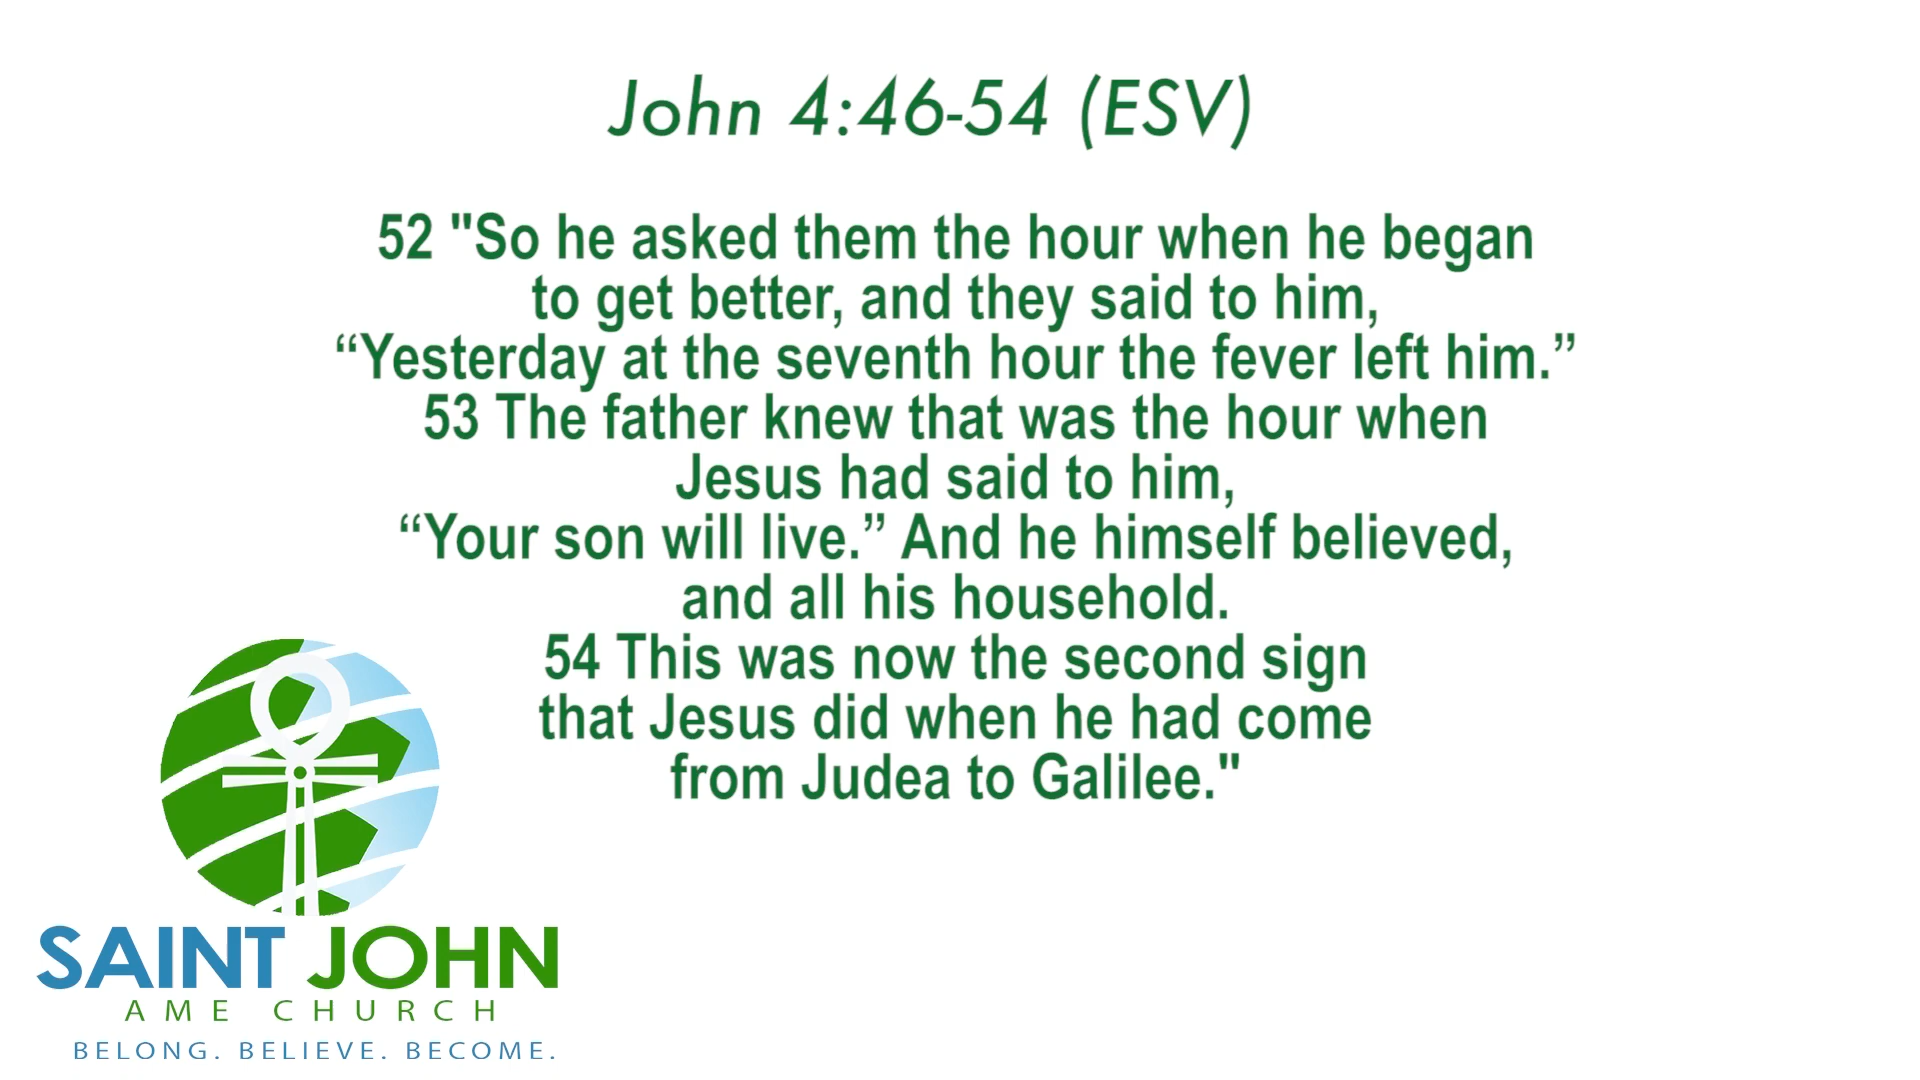 John 4:46-54 (ESV)
52 "So he asked them the hour when he began
to get better, and they said to him,
“Yesterday at the seventh hour the fever left him.”
53 The father knew that was the hour when
Jesus had said to him,
“Your son will live.” And he himself believed,
and all his household.
54 This was now the second sign
that Jesus did when he had come
from Judea to Galilee."
SAINT JOHN
AME CHURCH
BELONG. BELIEVE. BECOME.